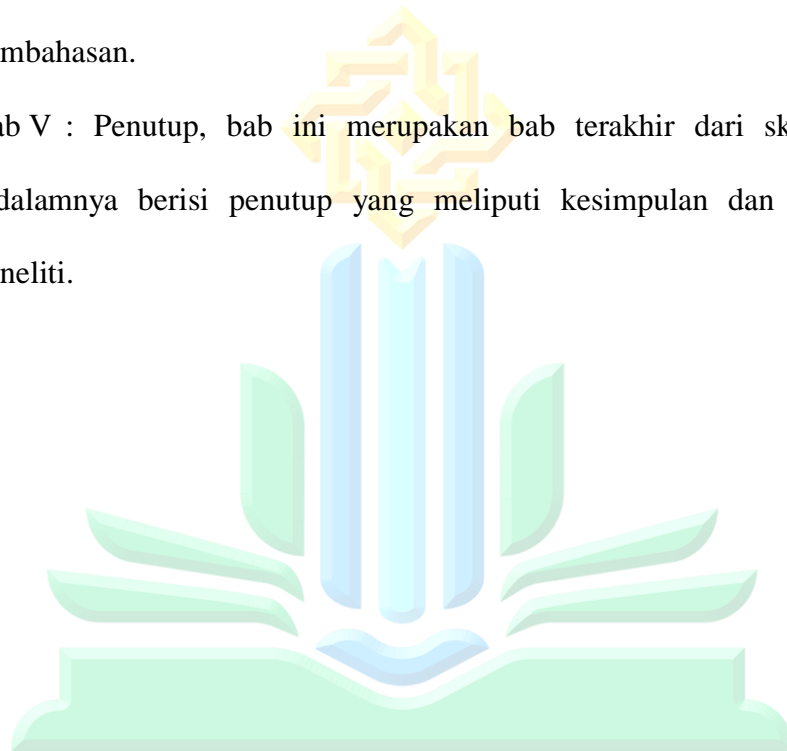 mbahasan.
ab V : Penutup, bab ini merupakan bab terakhir dari sk
dalamnya berisi penutup yang meliputi kesimpulan dan
neliti.